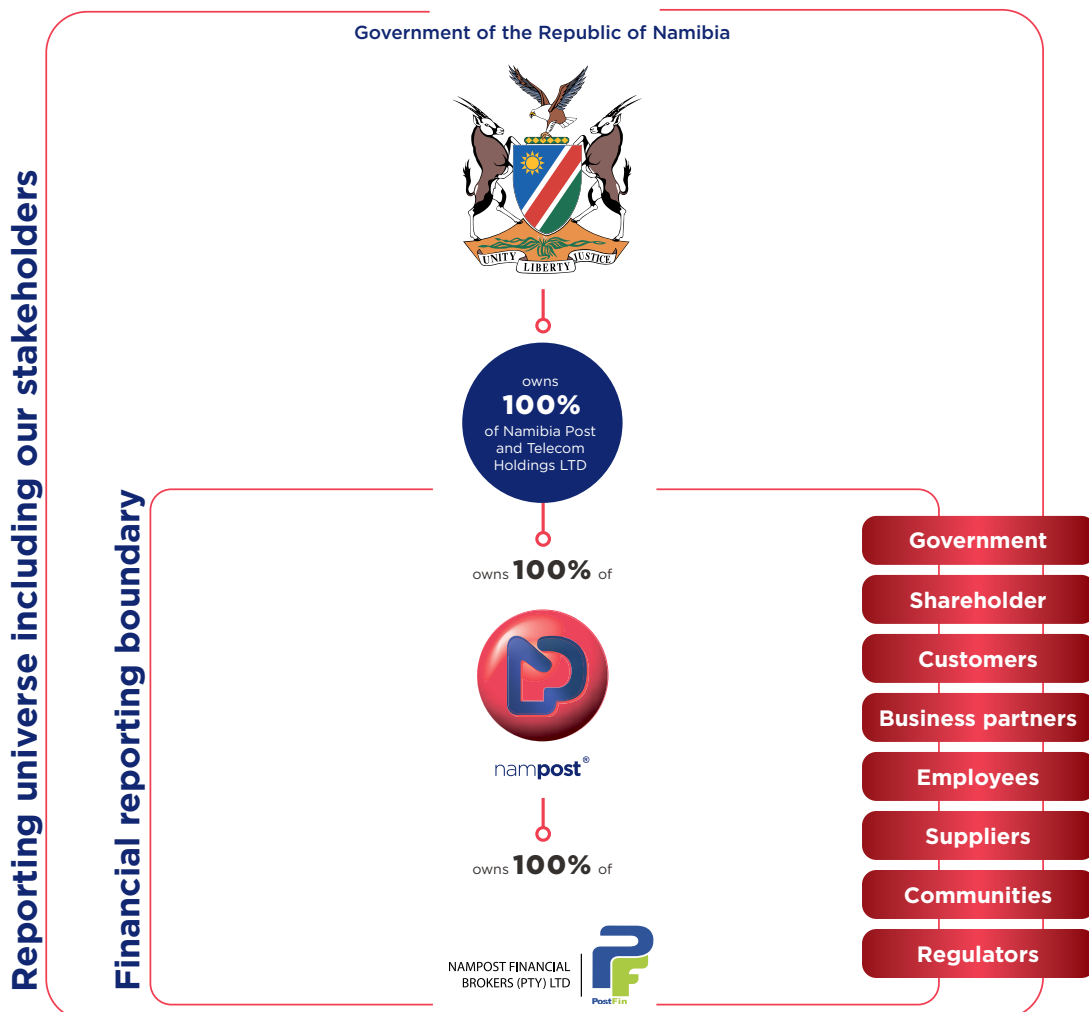 Government of the Republic of Namibia
Reporting universe including our stakeholders
UNITY LIBERTY JUSTICE
owns
100%
of Namibia Post
and Telecom
Holdings LTD
Financial reporting boundary
owns 100% of
nampost®
owns 100% of
NAMPOST FINANCIAL
BROKERS (PTY) LTD
PostFin
Government
Shareholder
Customers
Business partners
Employees
Suppliers
Communities
Regulators